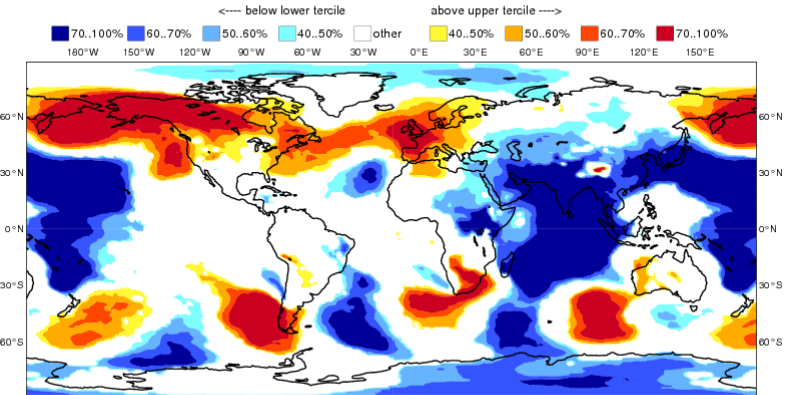 <---- below lower tercile above upper tercile ---->
70..100% 60..70% 50..60% 40..50% other 40..50% 50..60% 60..70% 70..100%
180°W 150°W 120°W 90°W 60°W 30°W 0°E 30°E 60°E 90°E 120°E 150°E
60°N 60°N
30°N 30°N
0°N 0°N
30°S 30°S
60°S 60°S